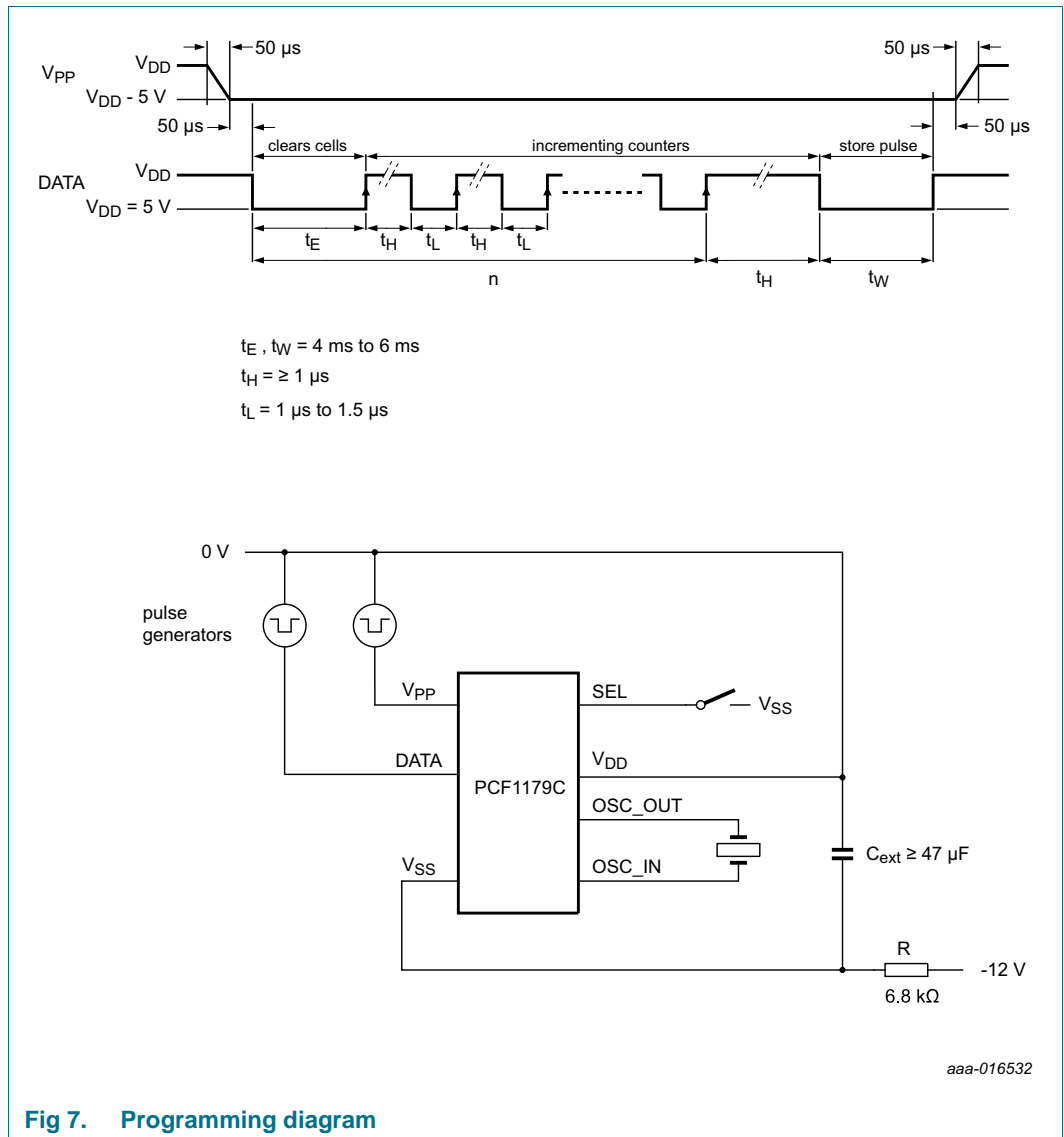 50 µs
50 µs
VPP
VDD
VDD - 5 V
50 µs
50 µs
clears cells
incrementing counters
store pulse
DATA
VDD
VDD = 5 V
tE
tH
tL
tH
tL
n
tH
tW
tE , tW = 4 ms to 6 ms
tH = ≥ 1 µs
tL = 1 µs to 1.5 µs
0 V
pulse
generators
VPP
SEL
VSS
DATA
VDD
PCF1179C
OSC_OUT
VSS
OSC_IN
Cext ≥ 47 µF
R
-12 V
6.8 kΩ
aaa-016532
Fig 7. Programming diagram